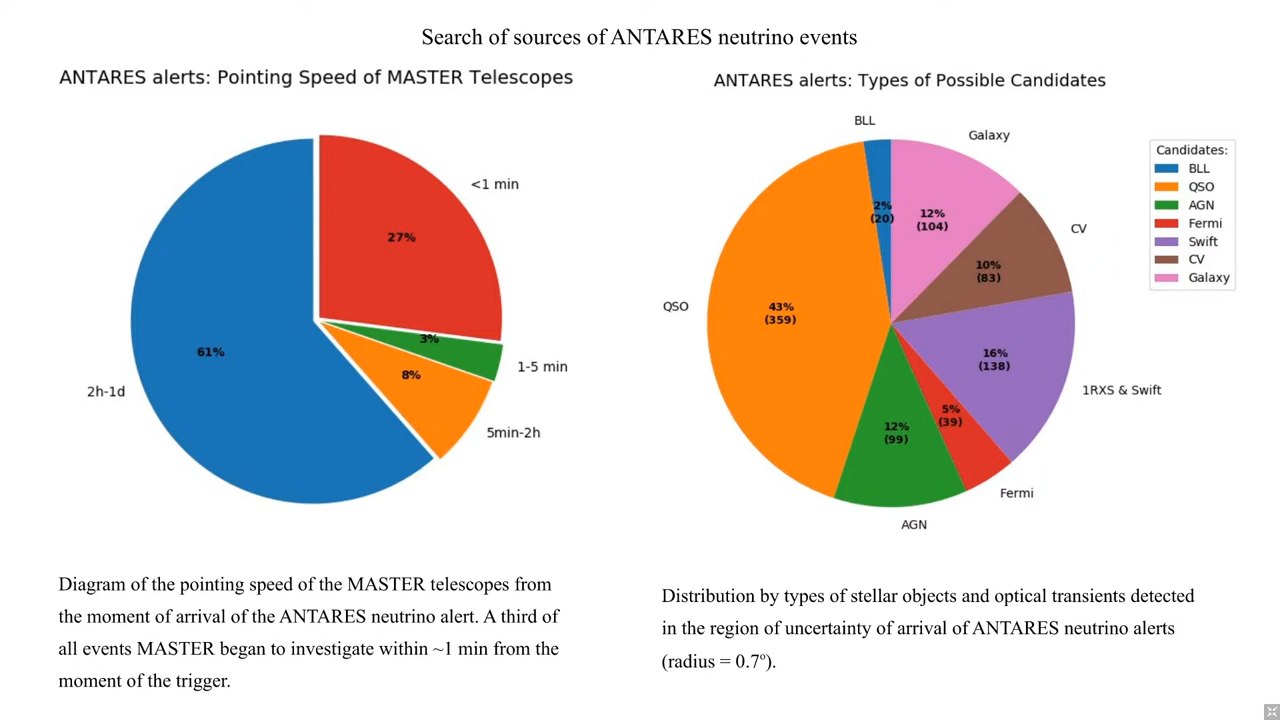 Search of sources of ANTARES neutrino events
ANTARES alerts: Pointing Speed of MASTER Telescopes
<1 min
27%
3%
1-5 min
8%
5min-2h
61%
2h-1d
Diagram of the pointing speed of the MASTER telescopes from
the moment of arrival of the ANTARES neutrino alert. A third of
all events MASTER began to investigate within ~1 min from the
moment of the trigger.
ANTARES alerts: Types of Possible Candidates
BLL
Galaxy
2%
(20)
12%
(104)
CV
10%
(83)
QSO
43%
(359)
16%
(138)
1RXS & Swift
5%
(39)
12%
(99)
Fermi
AGN
Candidates:
BLL
QSO
AGN
Fermi
Swift
CV
Galaxy
Distribution by types of stellar objects and optical transients detected
in the region of uncertainty of arrival of ANTARES neutrino alerts
(radius = 0.7º).